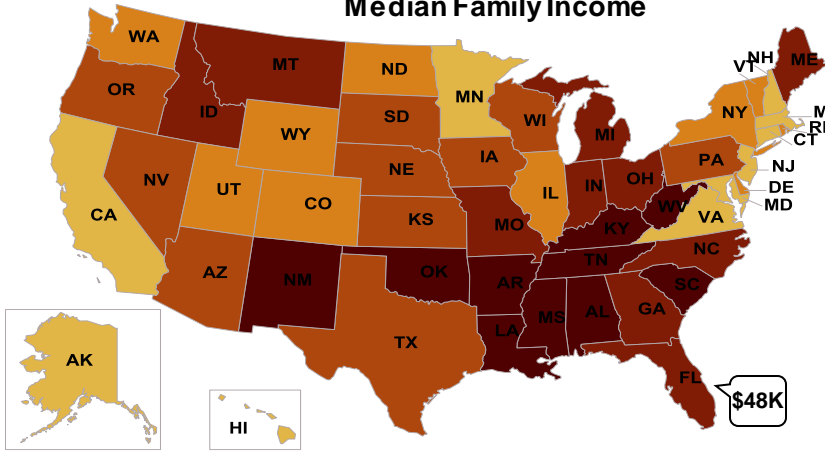 Median Family Income
WA
MT
ND
MN
OR
ID
SD
WI
MI
VT
NH
ME
NY
WY
M
RI
CT
IA
PA
NE
NJ
NV
UT
CO
IL
IN
OH
DE
MD
WV
VA
CA
KS
MO
KY
NC
TN
AZ
NM
OK
AR
SC
MS
AL
GA
LA
TX
AK
FL
$48K
HI